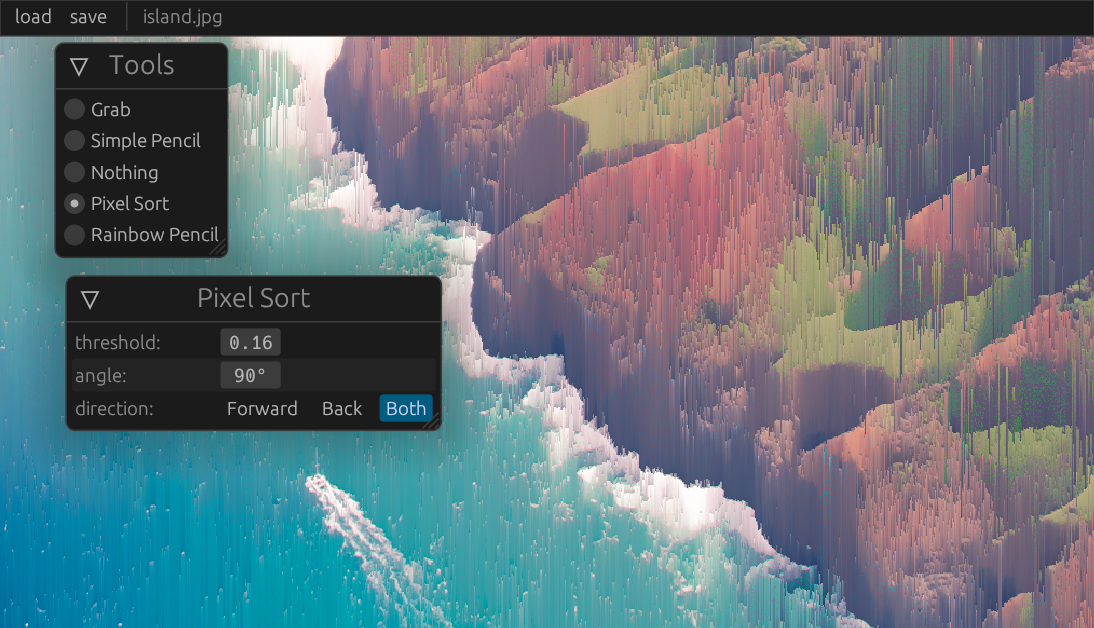 load save island.jpg
Tools
Grab
Simple Pencil
Nothing
Pixel Sort
Rainbow Pencil
Pixel Sort
threshold: 0.16
angle: 90°
direction: Forward Back Both